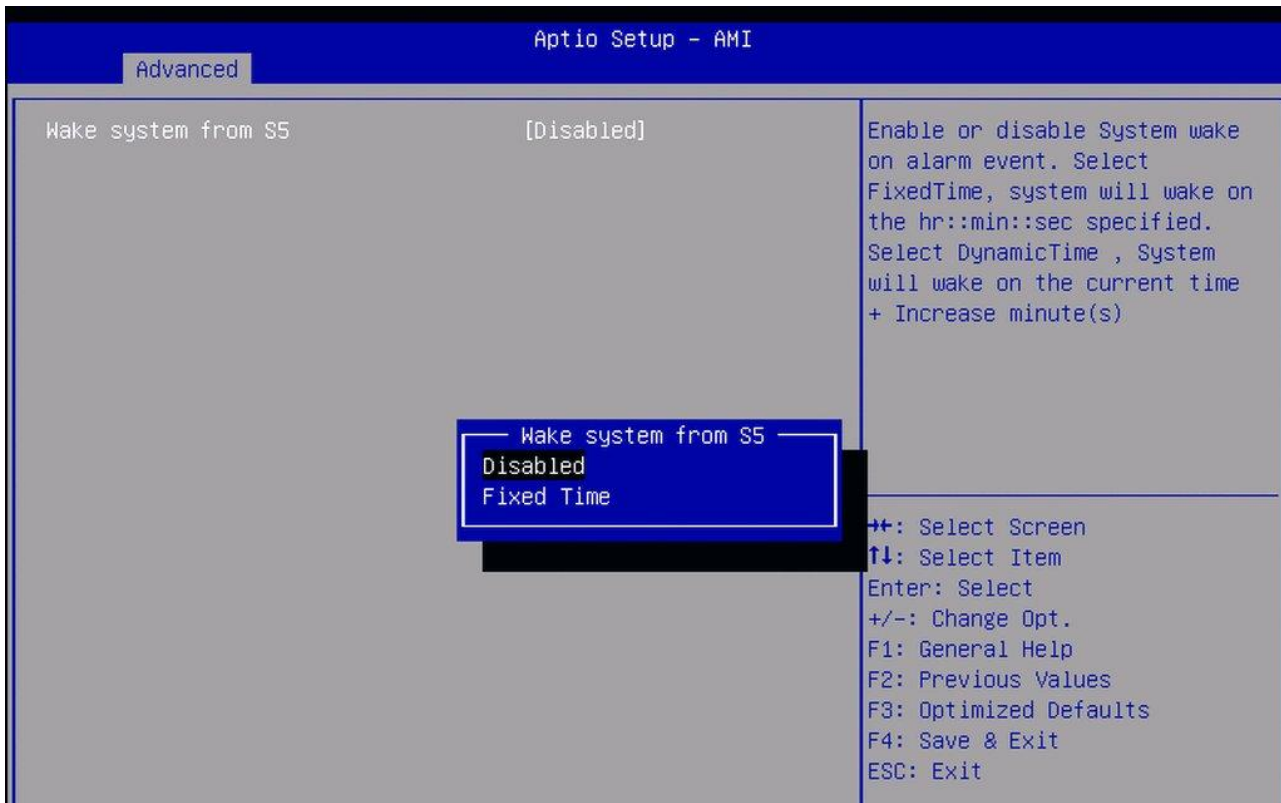 Aptio Setup – AMI
Advanced
Wake system from S5 [Disabled]
Enable or disable System wake
on alarm event. Select
FixedTime, system will wake on
the hr::min::sec specified.
Select DynamicTime , System
will wake on the current time
+ Increase minute(s)
Wake system from S5
Disabled
Fixed Time
→←: Select Screen
↑↓: Select Item
Enter: Select
+/-: Change Opt.
F1: General Help
F2: Previous Values
F3: Optimized Defaults
F4: Save & Exit
ESC: Exit